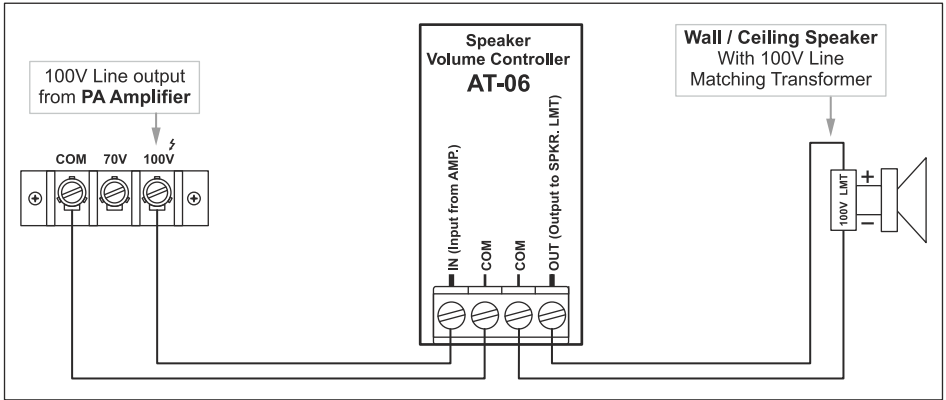 100V Line output
from PA Amplifier
COM 70V 100V
Speaker
Volume Controller
AT-06
IN (Input from AMP.)
COM
COM
OUT (Output to SPKR. LMT)
Wall / Ceiling Speaker
With 100V Line
Matching Transformer
100V LMT
+
−